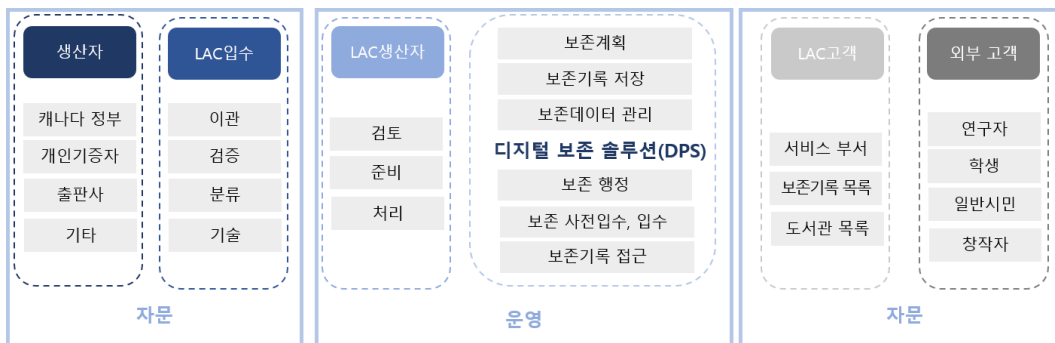 생산자
캐나다 정부
개인기증자
출판사
기타
LAC입수
이관
검증
분류
기술
자문
LAC생산자
검토
준비
처리
보존계획
보존기록 저장
보존데이터 관리
디지털 보존 솔루션(DPS)
보존 행정
보존 사전입수, 입수
보존기록 접근
운영
LAC고객
서비스 부서
보존기록 목록
도서관 목록
외부 고객
연구자
학생
일반시민
창작자
자문